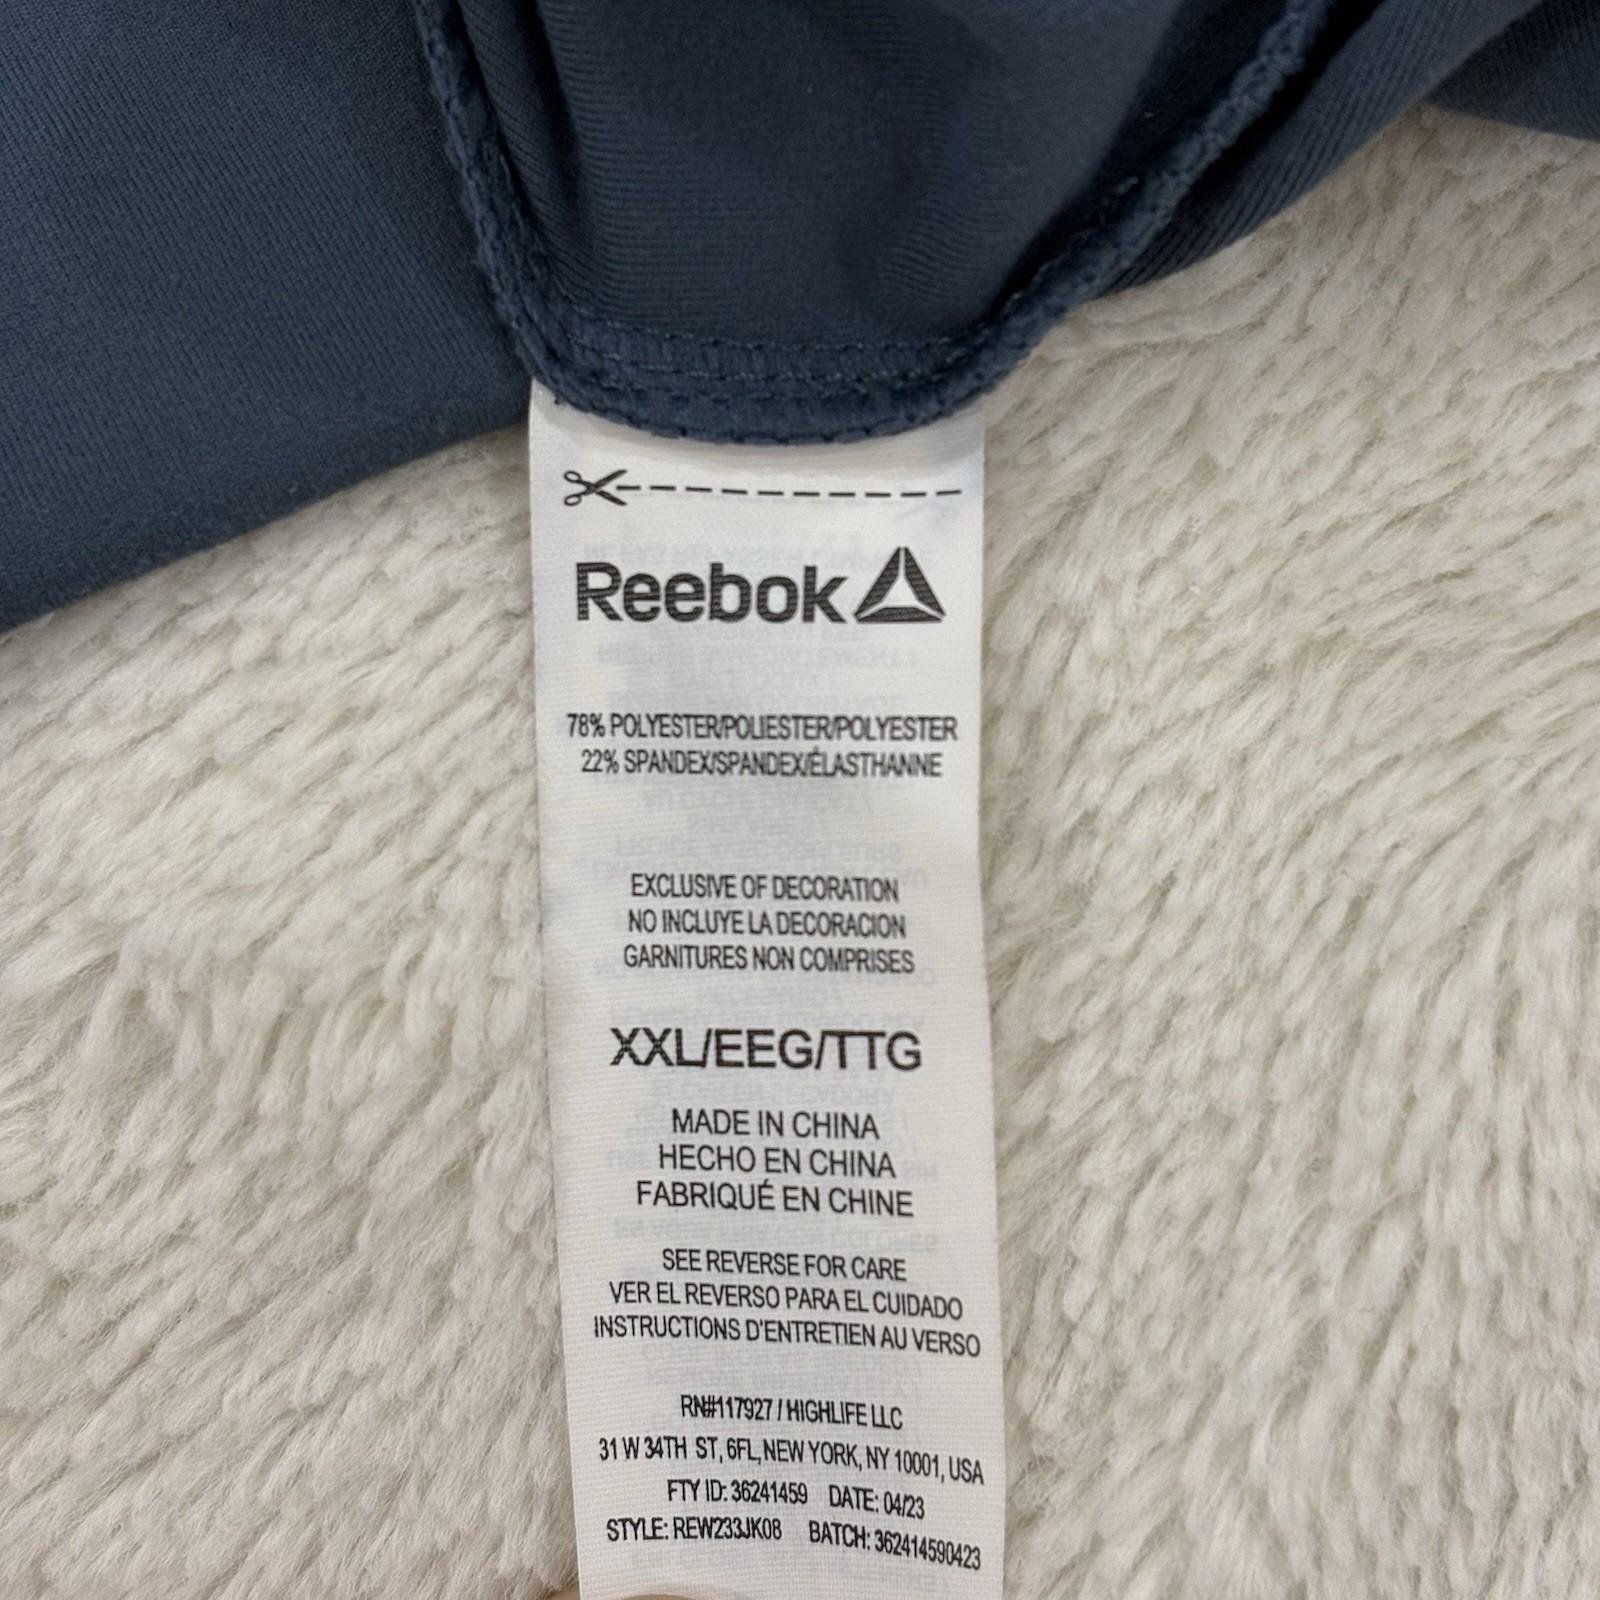 Reebok
78% POLYESTER/POLIESTER/POLYESTER
22% SPANDEX/SPANDEX/ÉLASTHANNE
EXCLUSIVE OF DECORATION
NO INCLUYE LA DECORACION
GARNITURES NON COMPRISES
XXL/EEG/TTG
MADE IN CHINA
HECHO EN CHINA
FABRIQUÉ EN CHINE
SEE REVERSE FOR CARE
VER EL REVERSO PARA EL CUIDADO
INSTRUCTIONS D'ENTRETIEN AU VERSO
RN#117927 / HIGHLIFE LLC
31 W 34TH ST, 6FL, NEW YORK, NY 10001, USA
FTY ID: 36241459 DATE: 04/23
STYLE: REW233JK08 BATCH: 362414590423